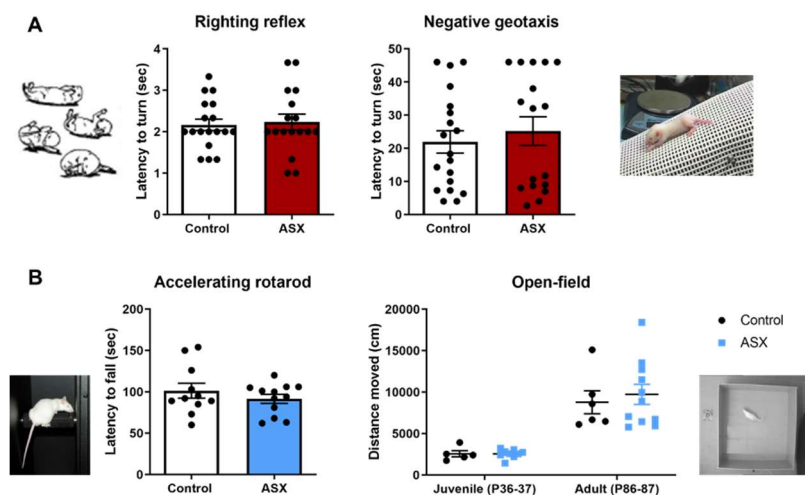 A
Righting reflex
Latency to turn (sec)
4
3
2
1
0
Control
ASX
Negative geotaxis
Latency to turn (sec)
50
40
30
20
10
0
Control
ASX
B
Accelerating rotarod
Latency to fall (sec)
200
150
100
50
0
Control
ASX
Open-field
Distance moved (cm)
20000
15000
10000
5000
0
Juvenile (P36-37)
Adult (P86-87)
Control
ASX